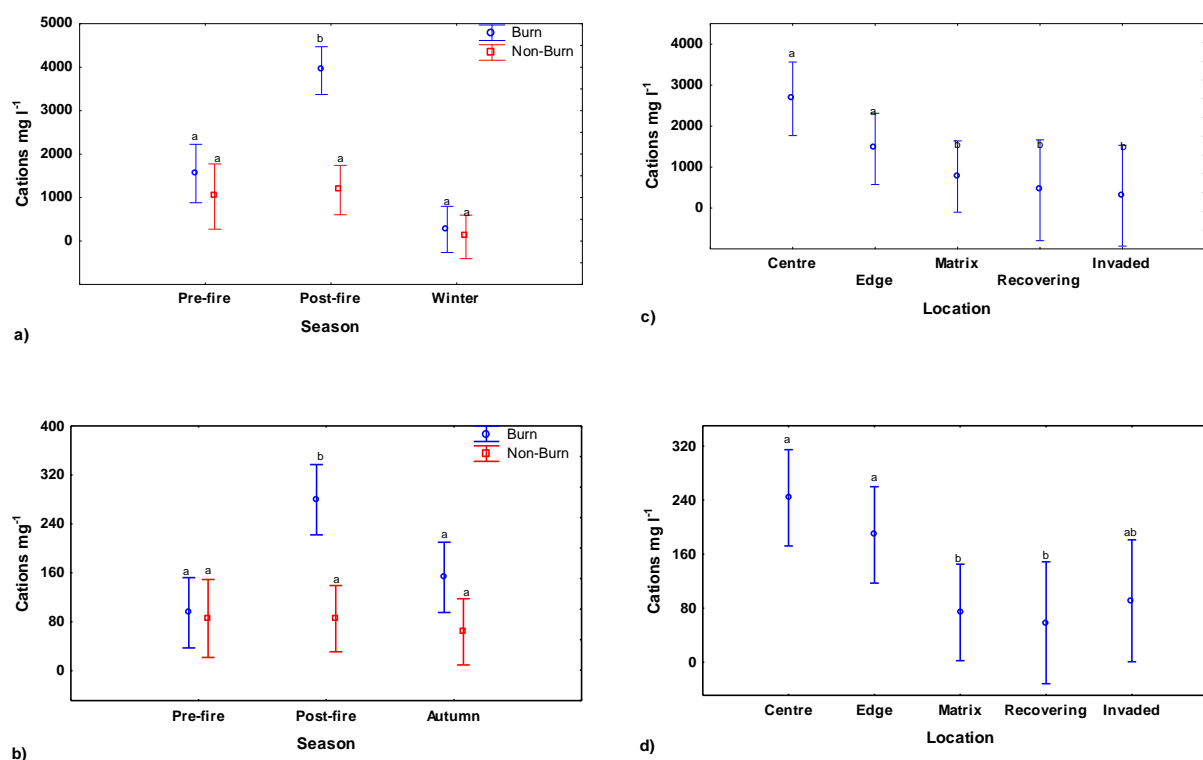 5000
4000
3000
2000
1000
0
Cations mg l-1
Burn
Non-Burn
a
a
b
a
a
a
Pre-fire
Post-fire
Winter
Season
a)
4000
3000
2000
1000
0
Cations mg l-1
a
a
b
b
b
Centre
Edge
Matrix
Recovering
Invaded
Location
c)
400
320
240
160
80
0
Cations mg-1
Burn
Non-Burn
a
a
b
a
a
a
Pre-fire
Post-fire
Autumn
Season
b)
320
240
160
80
0
Cations mg l-1
a
a
b
b
ab
Centre
Edge
Matrix
Recovering
Invaded
Location
d)